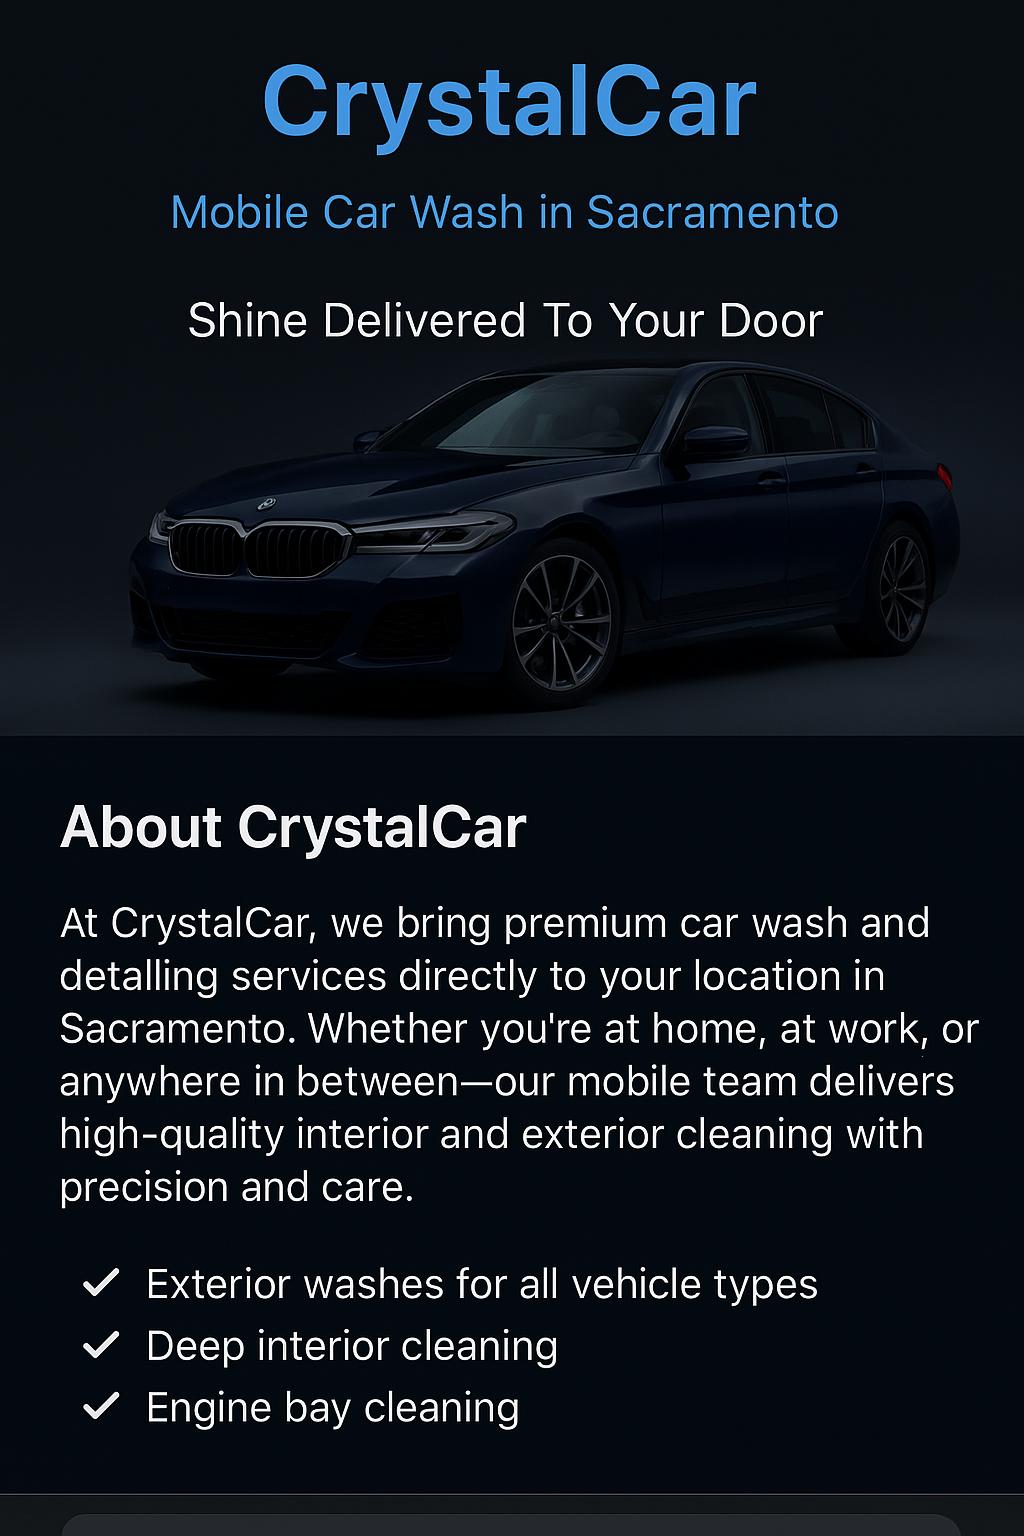 CrystalCar
Mobile Car Wash in Sacramento
Shine Delivered To Your Door
About CrystalCar
At CrystalCar, we bring premium car wash and
detalling services directly to your location in
Sacramento. Whether you're at home, at work, or
anywhere in between—our mobile team delivers
high-quality interior and exterior cleaning with
precision and care.
✓ Exterior washes for all vehicle types
✓ Deep interior cleaning
✓ Engine bay cleaning